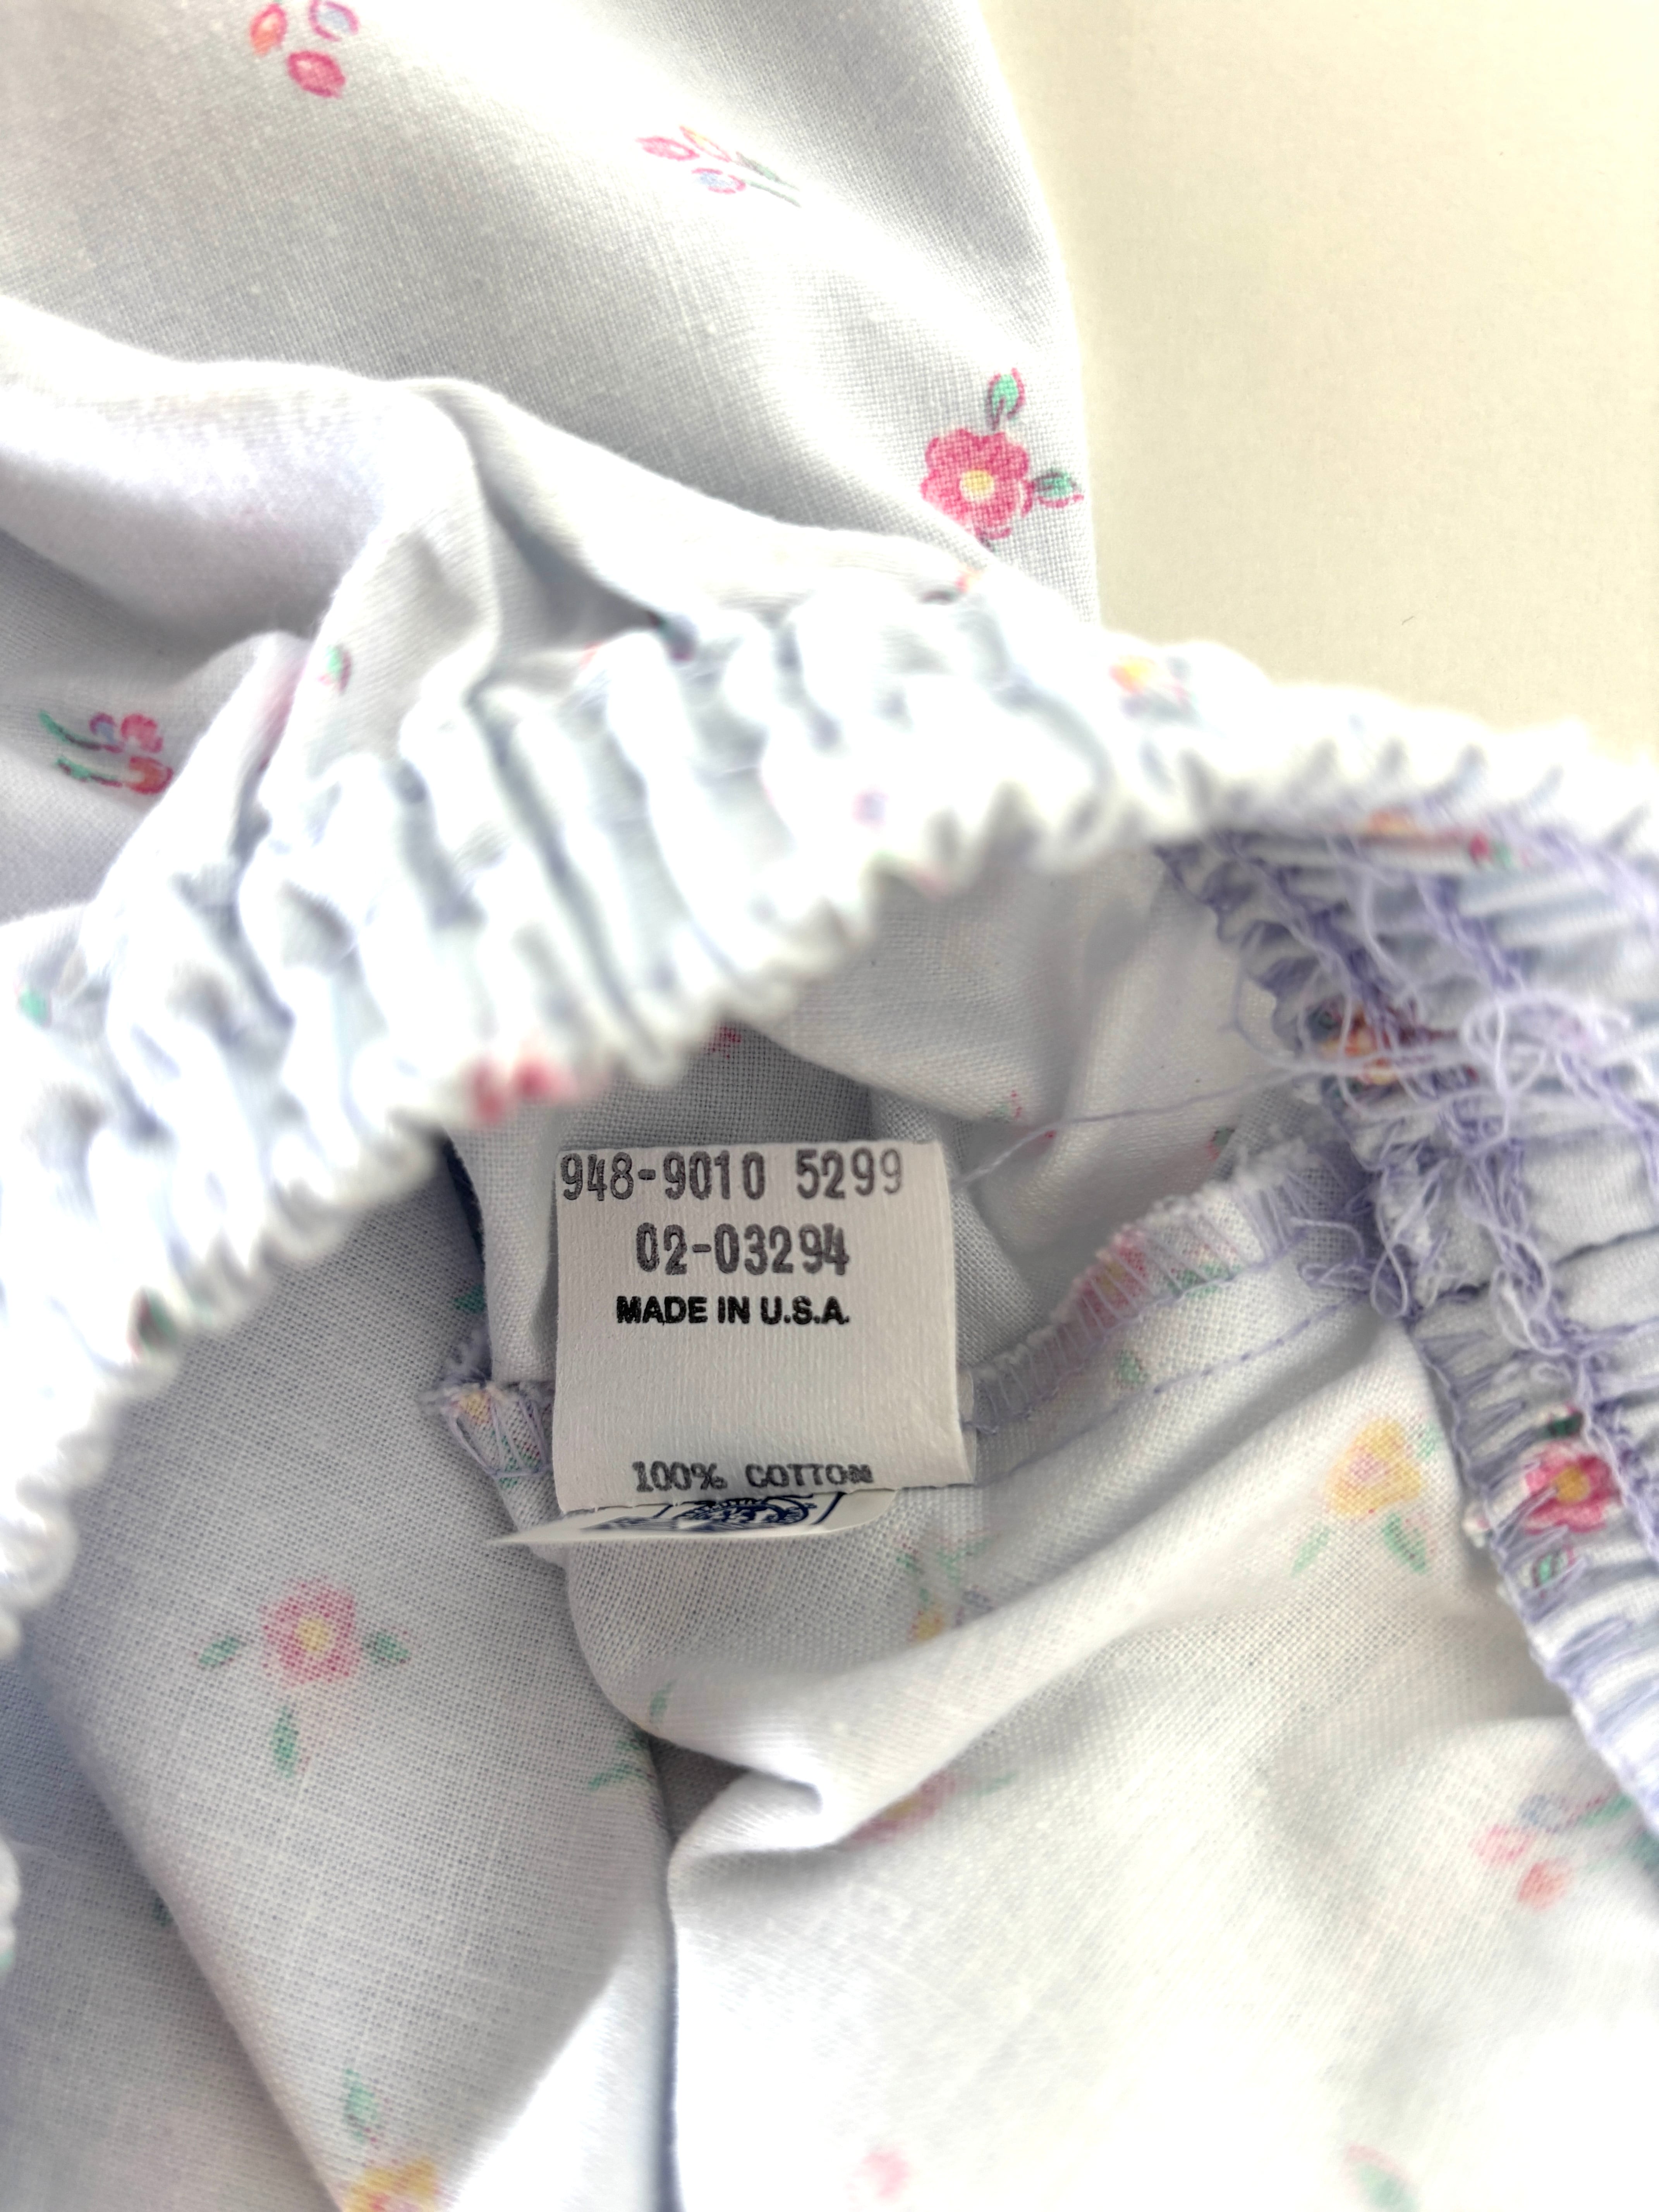 948-9010 5299
02-03294
MADE IN U.S.A.
100% COTTON